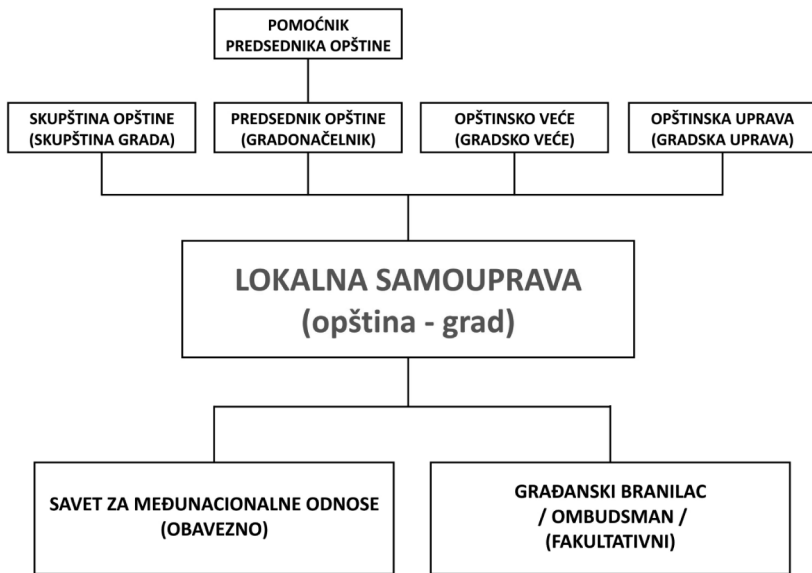 POMOĆNIK
PREDSEDNIKA OPŠTINE
SKUPŠTINA OPŠTINE
(SKUPŠTINA GRADA)
PREDSEDNIK OPŠTINE
(GRADONAČELNIK)
OPŠTINSKO VEĆE
(GRADSKO VEĆE)
OPŠTINSKA UPRAVA
(GRADSKA UPRAVA)
LOKALNA SAMOUPRAVA
(opština - grad)
SAVET ZA MEĐUNACIONALNE ODNOSE
(OBAVEZNO)
GRAĐANSKI BRANILAC
/ OMBUDSMAN /
(FAKULTATIVNI)